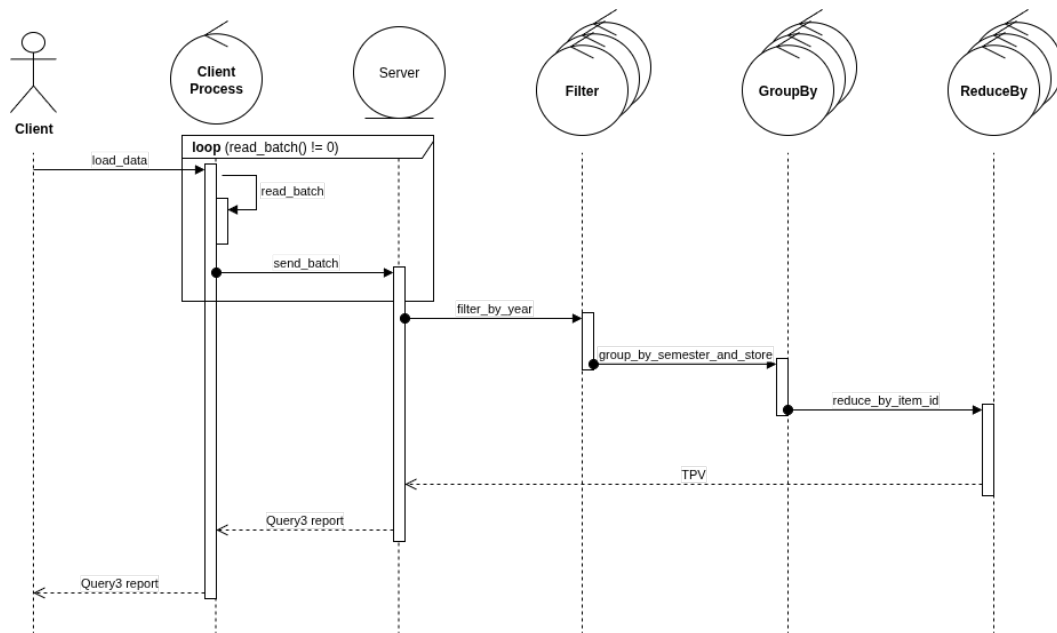 Client
Client
Process
Server
Filter
GroupBy
ReduceBy
loop (read_batch() != 0)
load_data
read_batch
send_batch
filter_by_year
group_by_semester_and_store
reduce_by_item_id
TPV
Query3 report
Query3 report